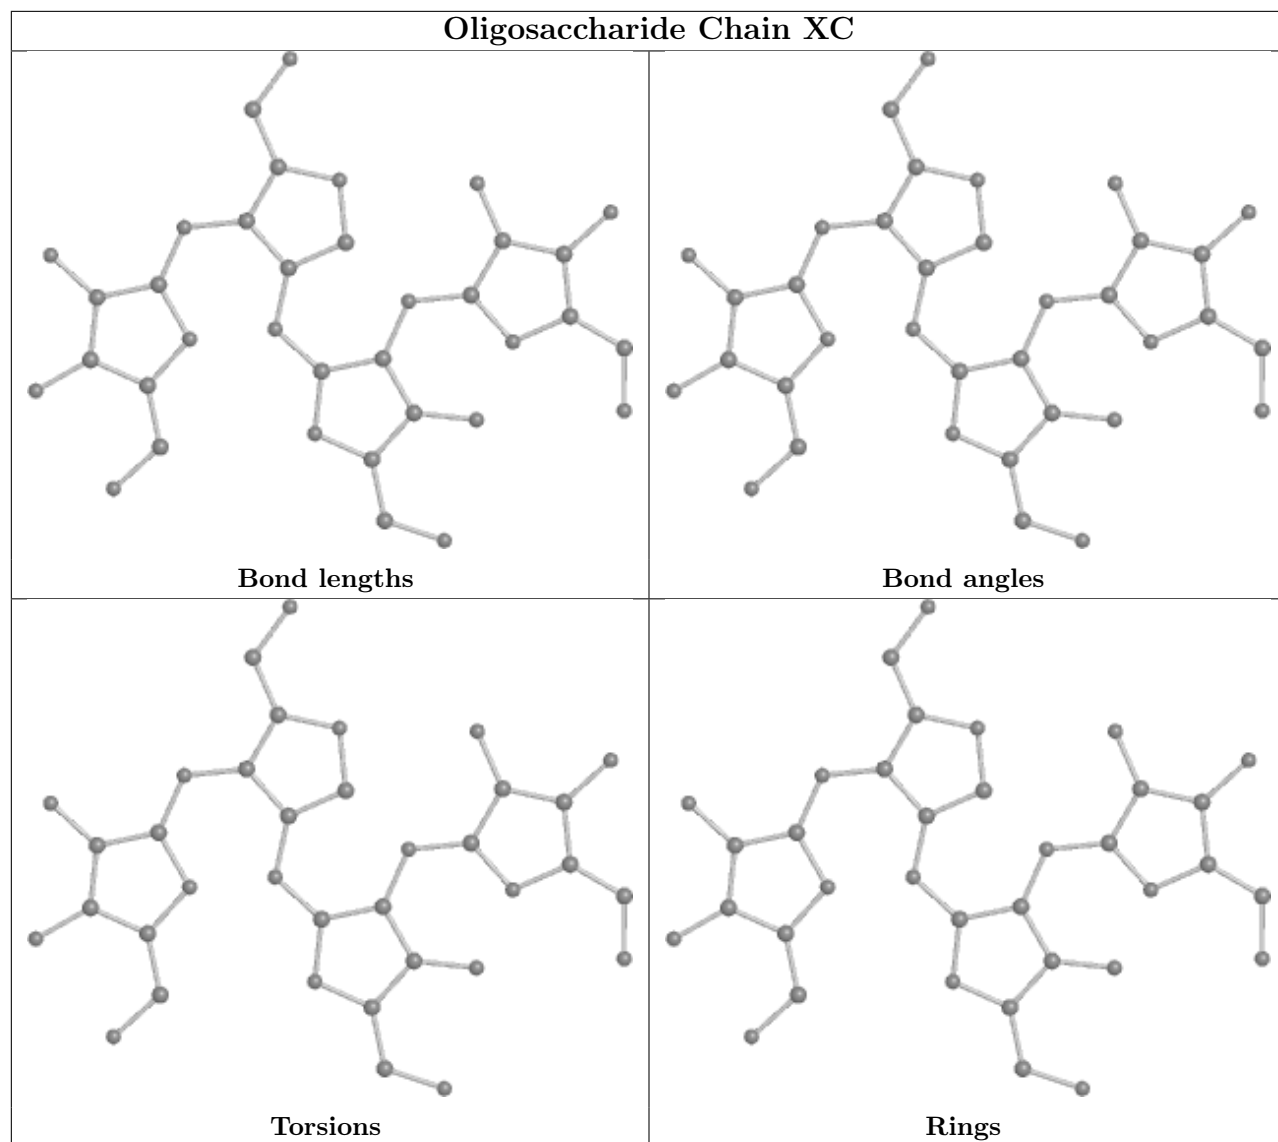 Oligosaccharide Chain XC
Bond lengths
Bond angles
Torsions
Rings